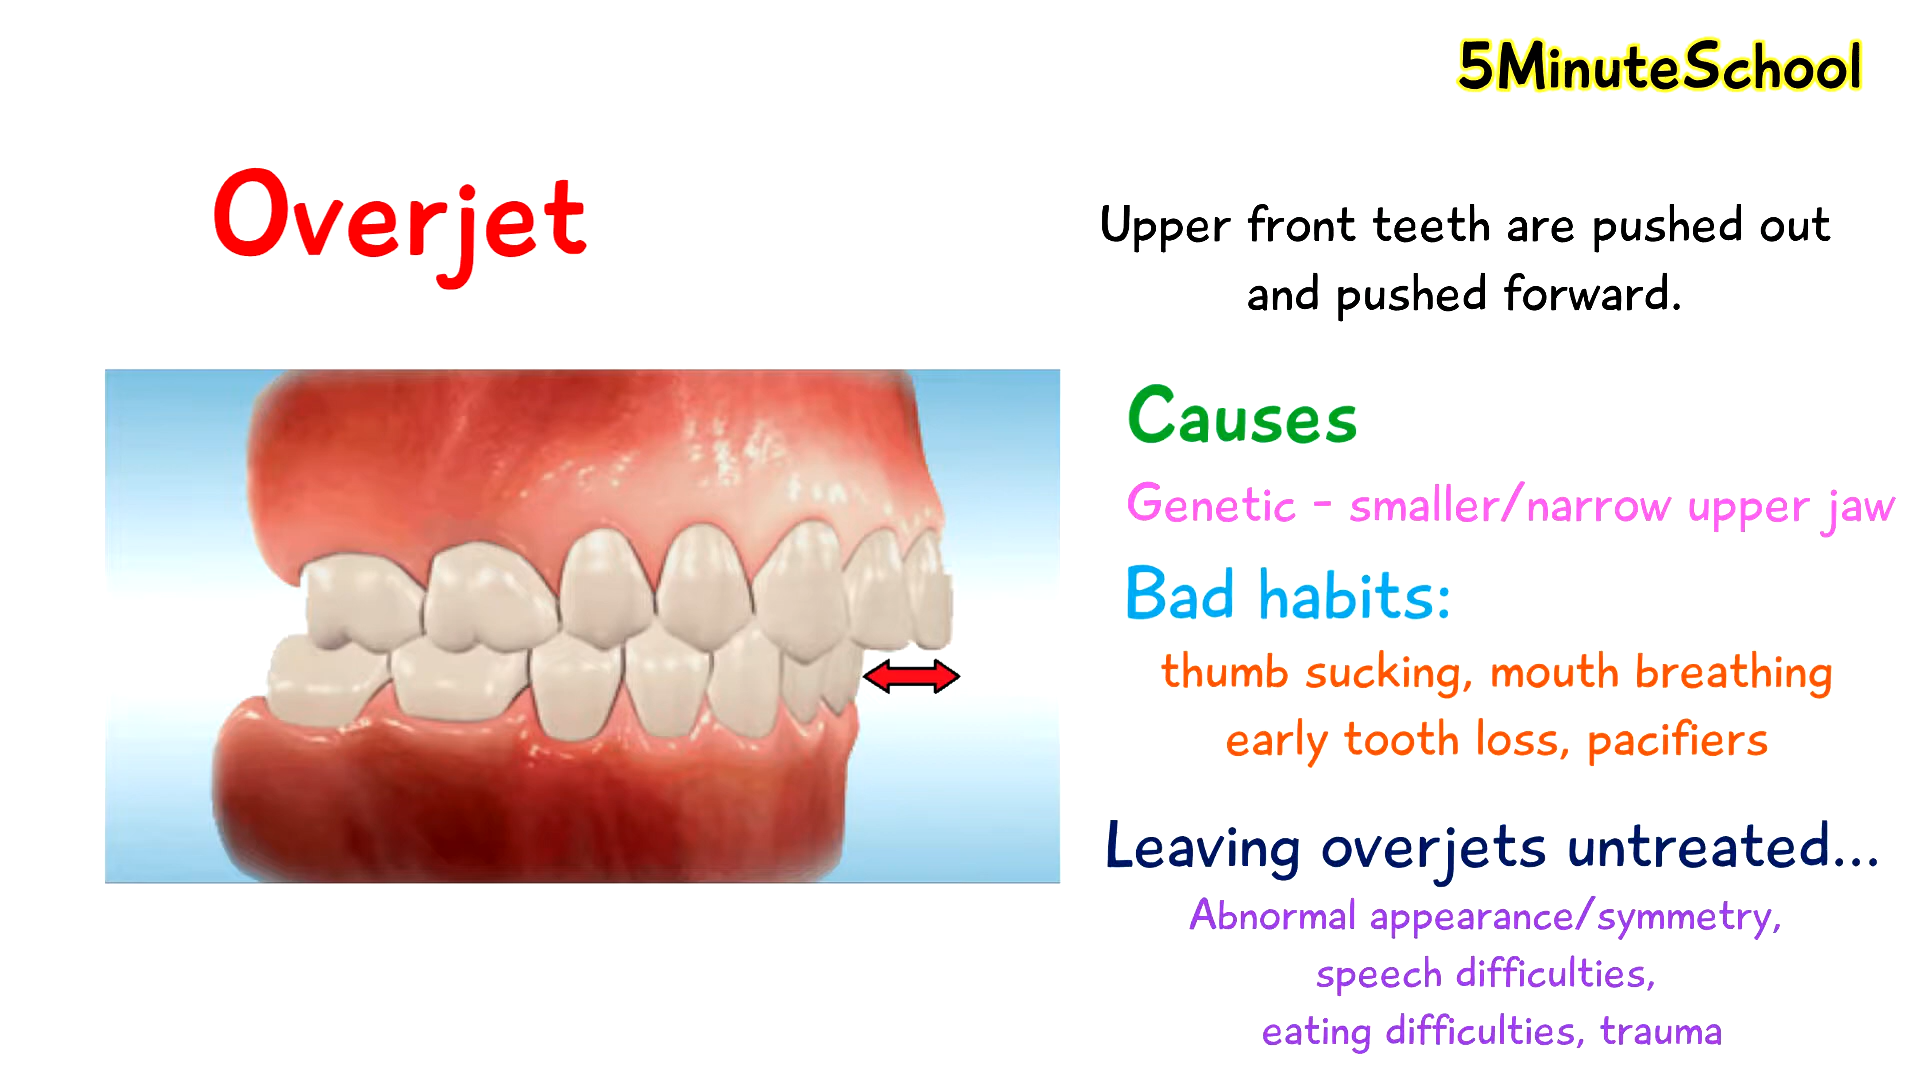 5MinuteSchool
Overjet
Upper front teeth are pushed out
and pushed forward.
Causes
Genetic - smaller/narrow upper jaw
Bad habits:
thumb sucking, mouth breathing
early tooth loss, pacifiers
Leaving overjets untreated...
Abnormal appearance/symmetry,
speech difficulties,
eating difficulties, trauma